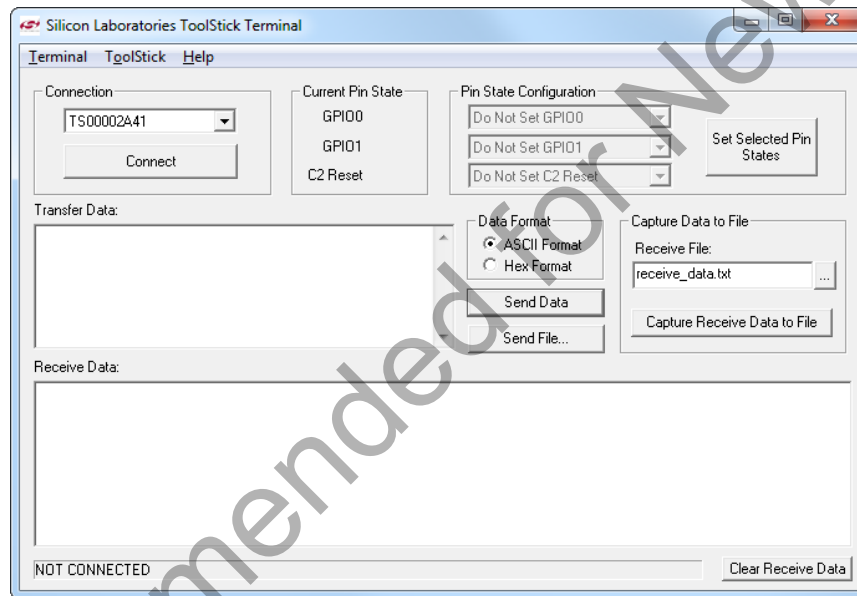 Silicon Laboratories ToolStick Terminal
Terminal ToolStick Help
Connection
TS00002A41
Connect
Current Pin State
GPIO0
GPIO1
C2 Reset
Pin State Configuration
Do Not Set GPIO0
Do Not Set GPIO1
Do Not Set C2 Reset
Set Selected Pin
States
Transfer Data:
Data Format
ASCII Format
Hex Format
Send Data
Send File...
Capture Data to File
Receive File:
receive_data.txt
...
Capture Receive Data to File
Receive Data:
NOT CONNECTED
Clear Receive Data
mmended for New